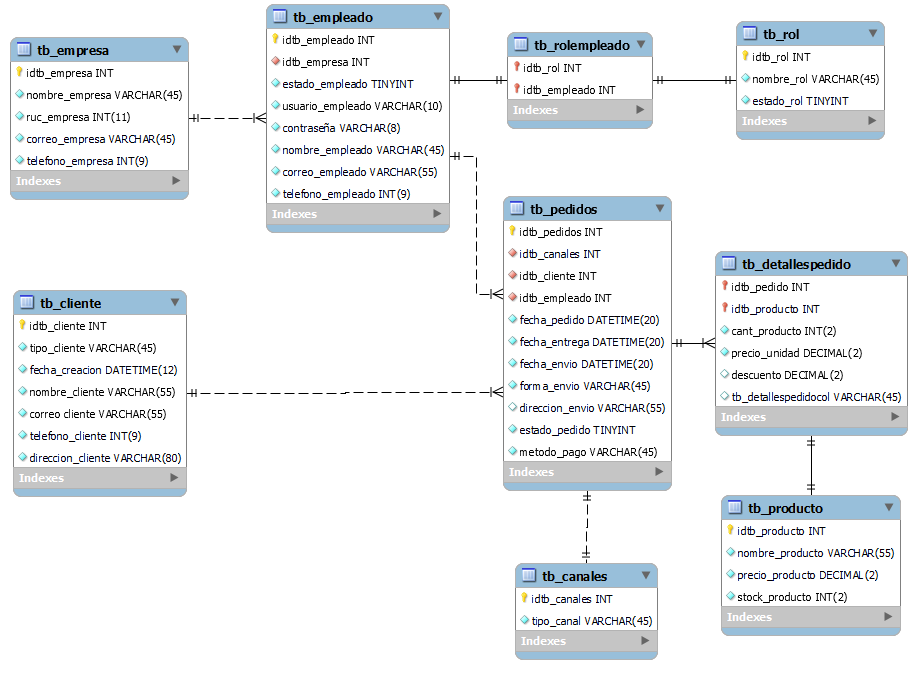 tb_empresa
idtb_empresa INT
nombre_empresa VARCHAR(45)
ruc_empresa INT(11)
correo_empresa VARCHAR(45)
telefono_empresa INT(9)
Indexes
tb_empleado
idtb_empleado INT
idtb_empresa INT
estado_empleado TINYINT
usuario_empleado VARCHAR(10)
contraseña VARCHAR(8)
nombre_empleado VARCHAR(45)
correo_empleado VARCHAR(55)
telefono_empleado INT(9)
Indexes
tb_rolempleado
idtb_rol INT
idtb_empleado INT
Indexes
tb_rol
idtb_rol INT
nombre_rol VARCHAR(45)
estado_rol TINYINT
Indexes
tb_cliente
idtb_cliente INT
tipo_cliente VARCHAR(45)
fecha_creacion DATETIME(12)
nombre_cliente VARCHAR(55)
correo cliente VARCHAR(55)
telefono_cliente INT(9)
direccion_cliente VARCHAR(80)
Indexes
tb_pedidos
idtb_pedidos INT
idtb_canales INT
idtb_cliente INT
idtb_empleado INT
fecha_pedido DATETIME(20)
fecha_entrega DATETIME(20)
fecha_envio DATETIME(20)
forma_envio VARCHAR(45)
direccion_envio VARCHAR(55)
estado_pedido TINYINT
metodo_pago VARCHAR(45)
Indexes
tb_detallespedido
idtb_pedido INT
idtb_producto INT
cant_producto INT(2)
precio_unidad DECIMAL(2)
descuento DECIMAL(2)
tb_detallespedidocol VARCHAR(45)
Indexes
tb_canales
idtb_canales INT
tipo_canal VARCHAR(45)
Indexes
tb_producto
idtb_producto INT
nombre_producto VARCHAR(55)
precio_producto DECIMAL(2)
stock_producto INT(2)
Indexes